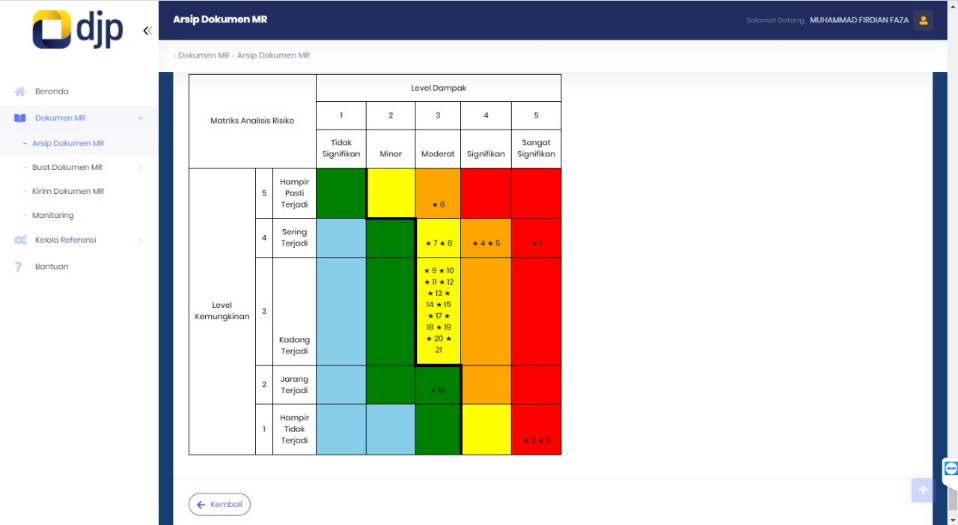 djp
Arsip Dokumen MR
Selamat Datang, MUHAMMAD FIRDIAN FAZA
Dokumen MR - Arsip Dokumen MR
Beranda
Dokumen MR
- Arsip Dokumen MR
- Buat Dokumen MR
- Kirim Dokumen MR
- Monitoring
Kelola Referensi
Bantuan
Matriks Analisis Risiko
Level Dampak
1 2 3 4 5
Tidak Signifikan Minor Moderat Signifikan Sangat Signifikan
Level Kemungkinan
5 Hampir Pasti Terjadi
★ 6
4 Sering Terjadi
★ 7 ★ 8 ★ 4 ★ 5 ★ 1
3 Kadang Terjadi
★ 9 ★ 10
★ 11 ★ 12
★ 13 ★
14 ★ 15
★ 17 ★
18 ★ 19
★ 20 ★
21
2 Jarang Terjadi
★ 16
1 Hampir Tidak Terjadi
★ 2 ★ 3
Kembali